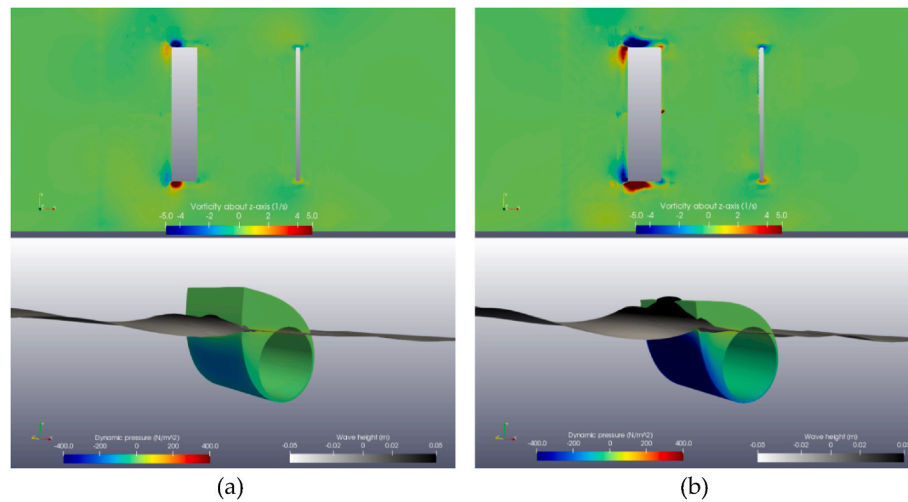 Vorticity about z-axis (1/s)
-5.0 -4 -2 0 2 4 5.0
Vorticity about z-axis (1/s)
-5.0 -4 -2 0 2 4 5.0
Dynamic pressure (N/m^2)
-400.0 -200 0 200 400.0
Wave height (m)
-0.05 -0.02 0 0.02 0.05
Dynamic pressure (N/m^2)
-400.0 -200 0 200 400.0
Wave height (m)
-0.05 -0.02 0 0.02 0.05
(a)
(b)